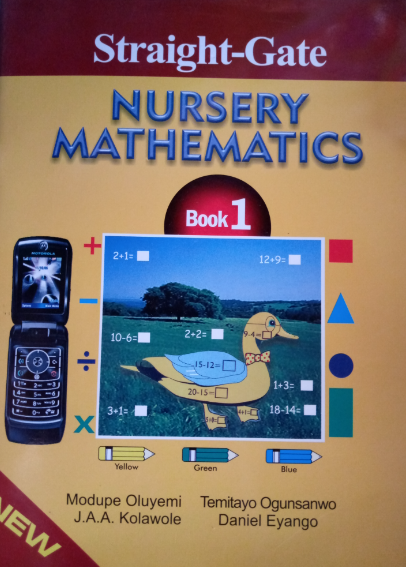 Straight-Gate
NURSERY
MATHEMATICS
Book 1
MOTOROLA
+
−
÷
x
2+1=
12+9=
10-6=
2+2=
9-4=
15-12=
20-15=
1+3=
3+1=
18-14=
Yellow
Green
Blue
Modupe Oluyemi
Temitayo Ogunsanwo
J.A.A. Kolawole
Daniel Eyango
NEW